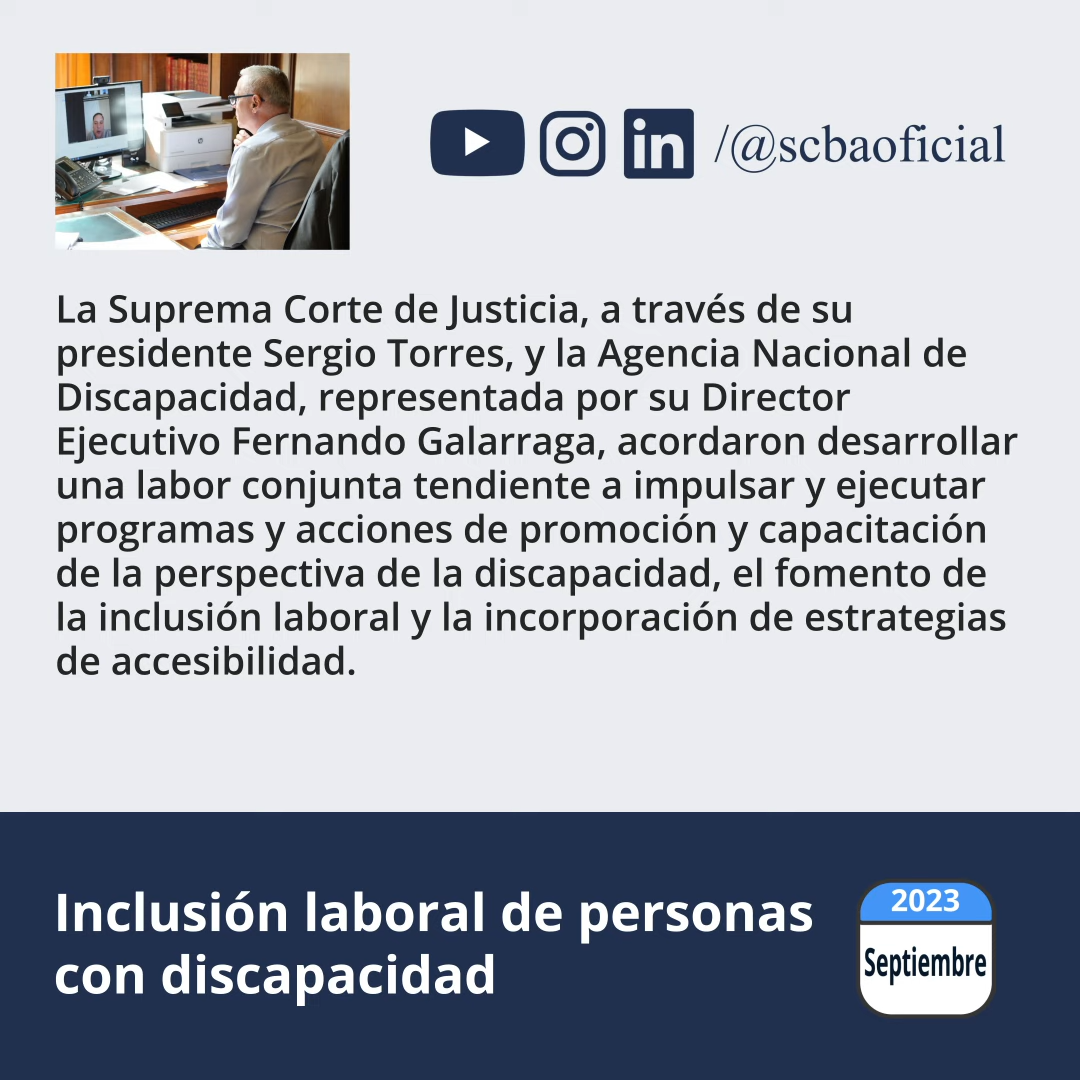 /@scbaoficial
La Suprema Corte de Justicia, a través de su
presidente Sergio Torres, y la Agencia Nacional de
Discapacidad, representada por su Director
Ejecutivo Fernando Galarraga, acordaron desarrollar
una labor conjunta tendiente a impulsar y ejecutar
programas y acciones de promoción y capacitación
de la perspectiva de la discapacidad, el fomento de
la inclusión laboral y la incorporación de estrategias
de accesibilidad.
Inclusión laboral de personas
con discapacidad
2023
Septiembre